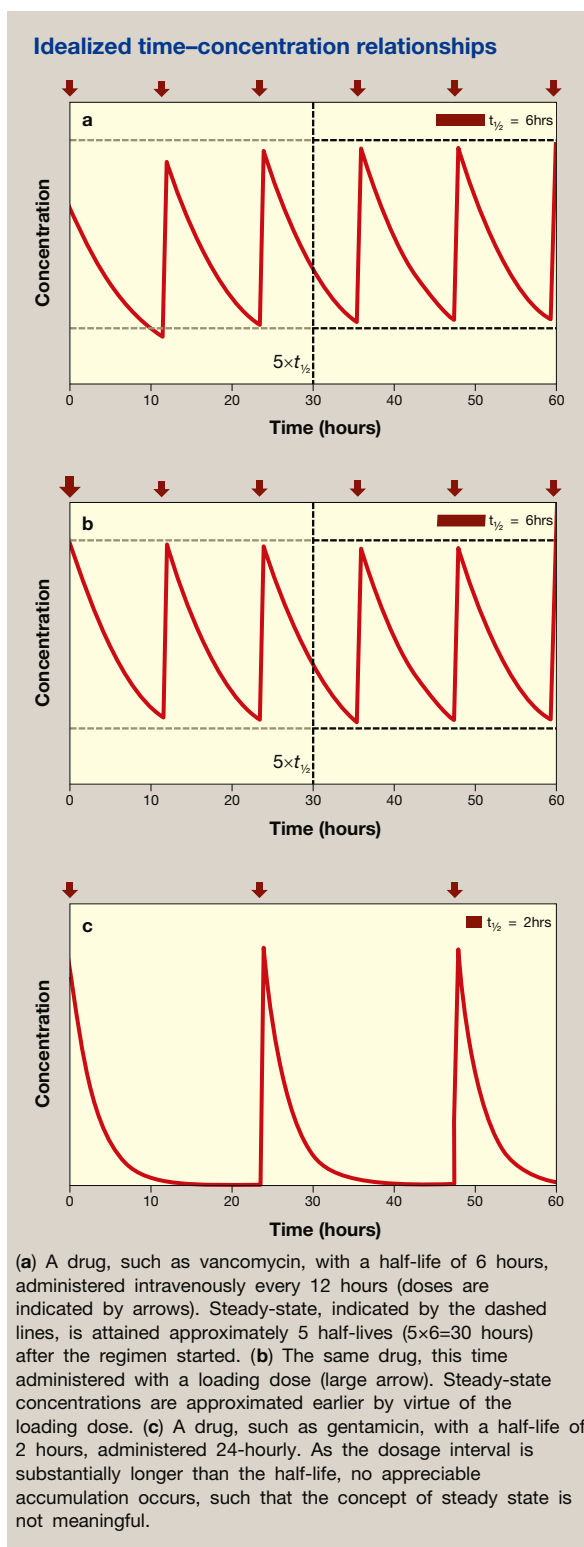 Idealized time–concentration relationships
a
t½ = 6hrs
Concentration
5×t½
0 10 20 30 40 50 60
Time (hours)
b
t½ = 6hrs
Concentration
5×t½
0 10 20 30 40 50 60
Time (hours)
c
t½ = 2hrs
Concentration
0 10 20 30 40 50 60
Time (hours)
(a) A drug, such as vancomycin, with a half-life of 6 hours,
administered intravenously every 12 hours (doses are
indicated by arrows). Steady-state, indicated by the dashed
lines, is attained approximately 5 half-lives (5×6=30 hours)
after the regimen started. (b) The same drug, this time
administered with a loading dose (large arrow). Steady-state
concentrations are approximated earlier by virtue of the
loading dose. (c) A drug, such as gentamicin, with a half-life of
2 hours, administered 24-hourly. As the dosage interval is
substantially longer than the half-life, no appreciable
accumulation occurs, such that the concept of steady state is
not meaningful.